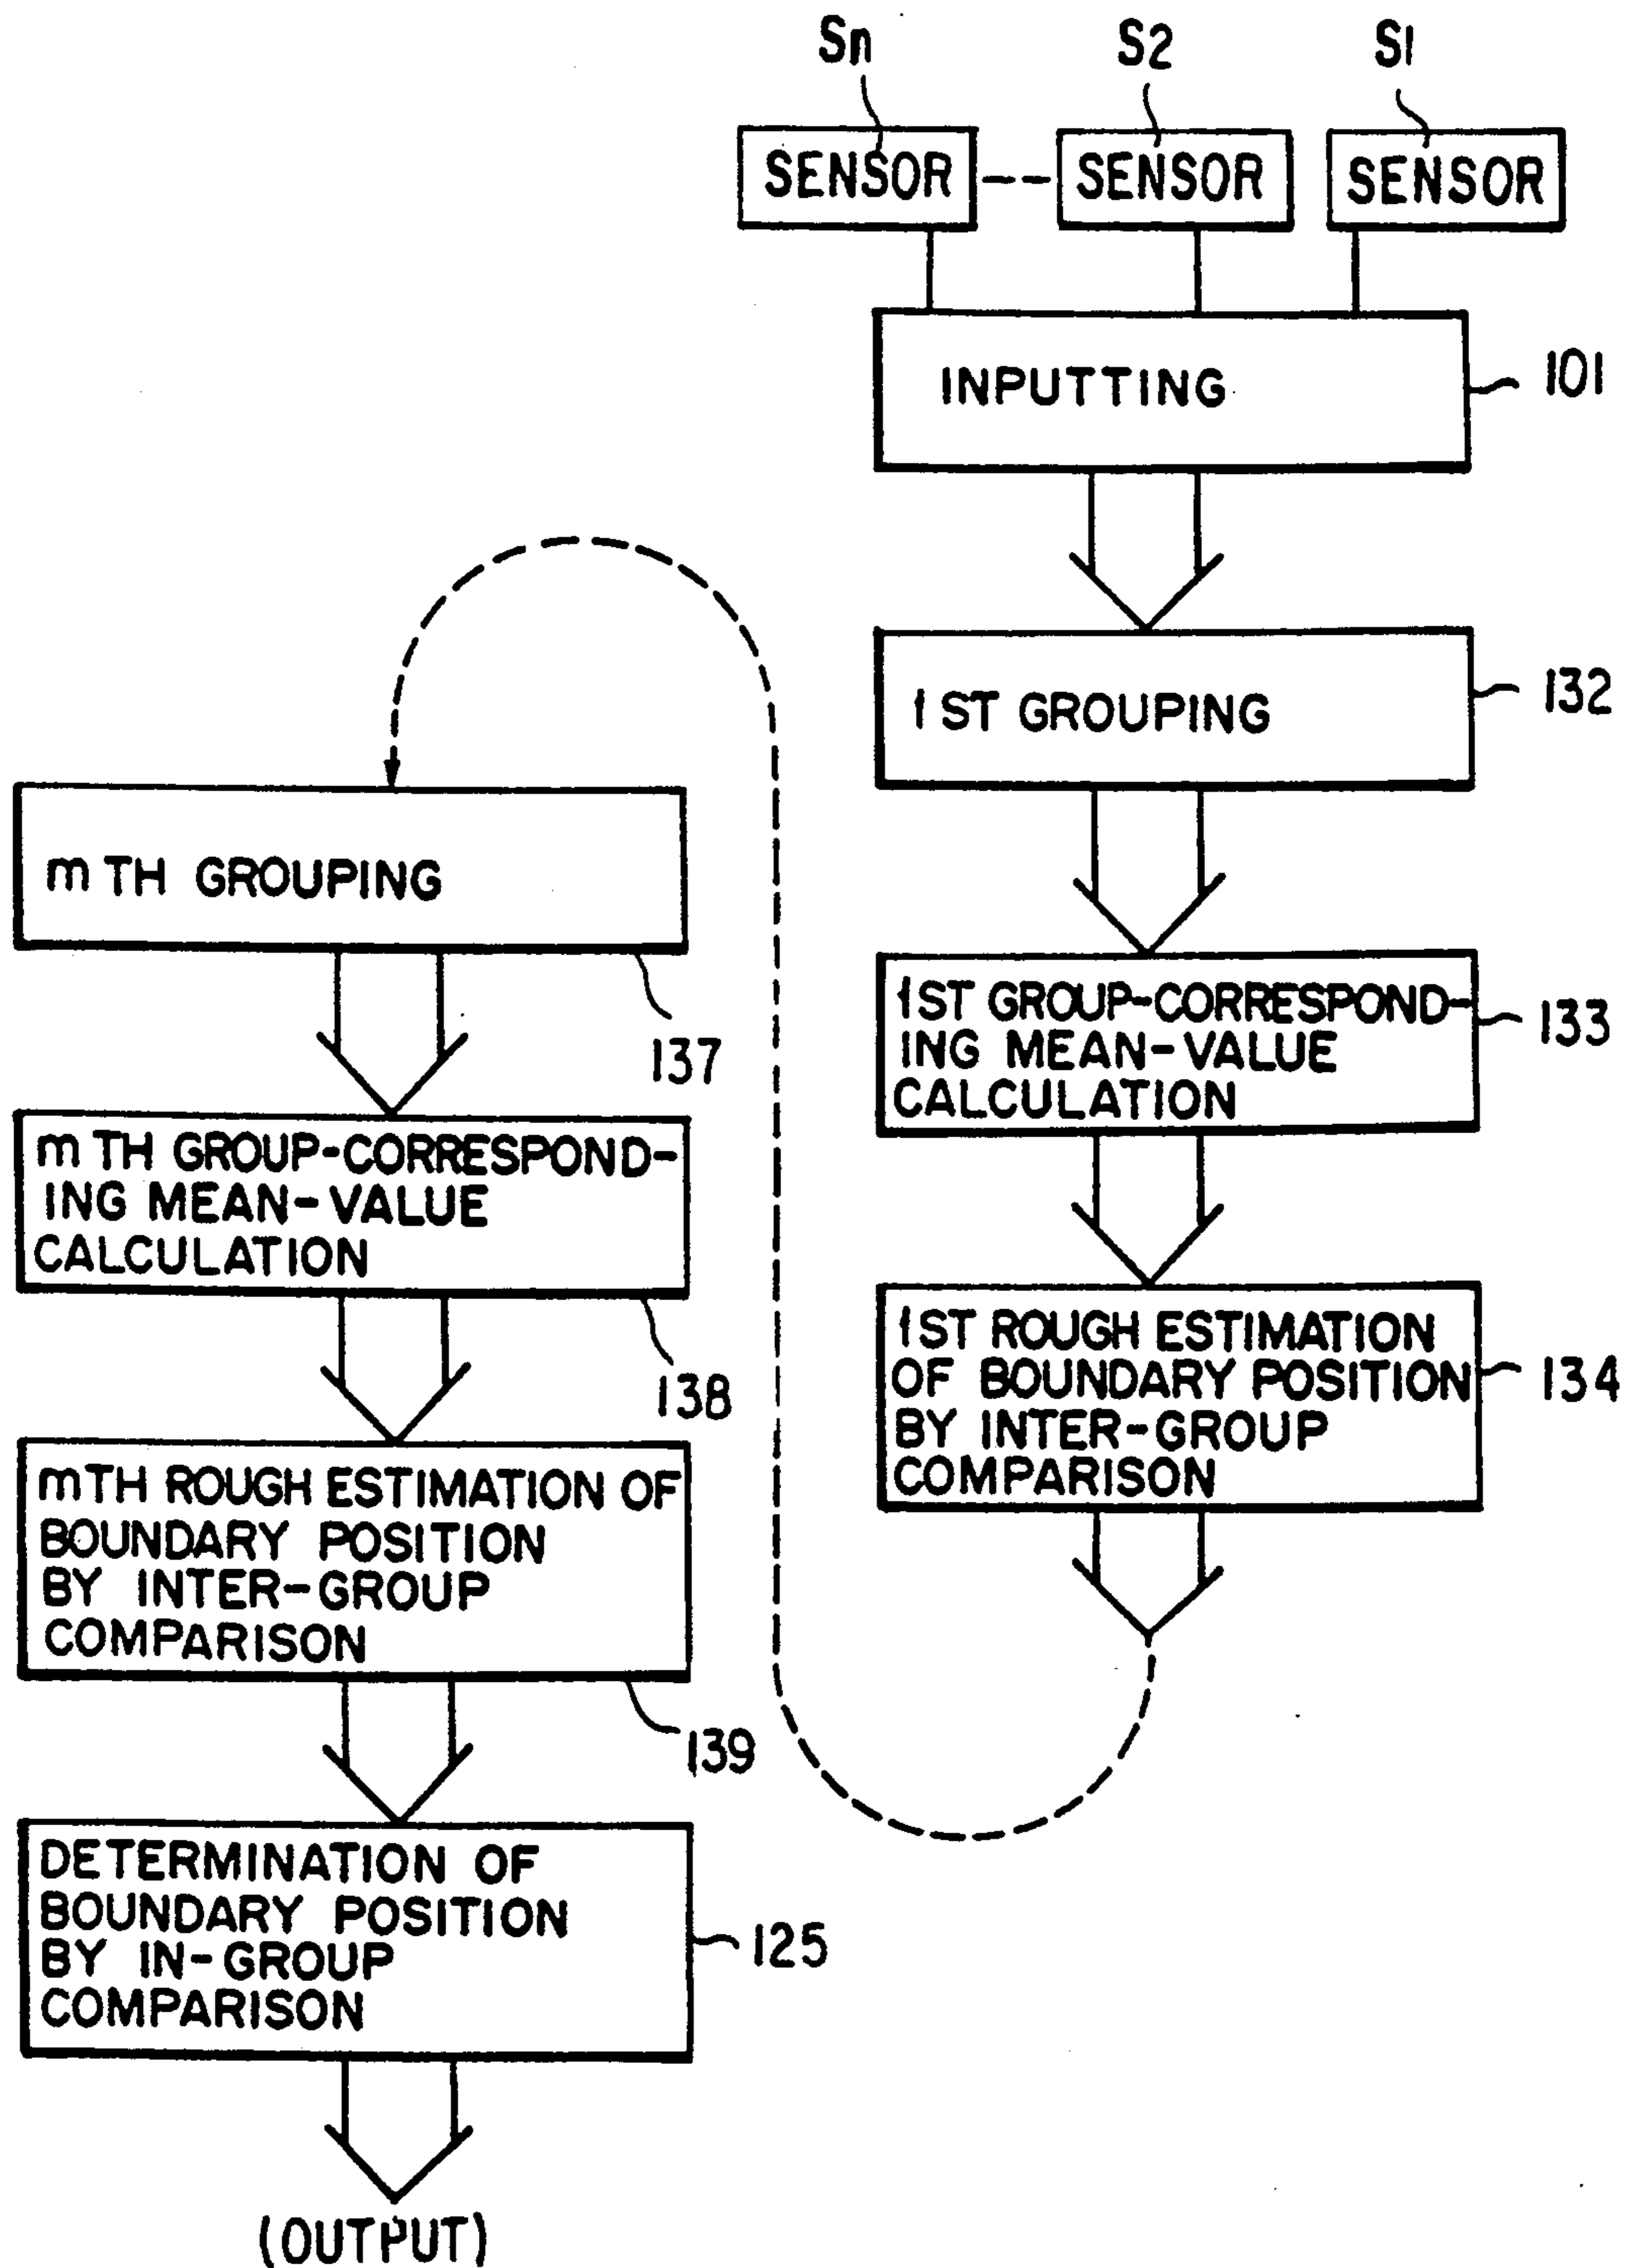 Sn
S2
S1
SENSOR
SENSOR
SENSOR
INPUTTING
101
1ST GROUPING
132
1ST GROUP-CORRESPOND-
ING MEAN-VALUE
CALCULATION
133
1ST ROUGH ESTIMATION
OF BOUNDARY POSITION
BY INTER-GROUP
COMPARISON
134
mTH GROUPING
137
mTH GROUP-CORRESPOND-
ING MEAN-VALUE
CALCULATION
138
mTH ROUGH ESTIMATION OF
BOUNDARY POSITION
BY INTER-GROUP
COMPARISON
139
DETERMINATION OF
BOUNDARY POSITION
BY IN-GROUP
COMPARISON
125
(OUTPUT)